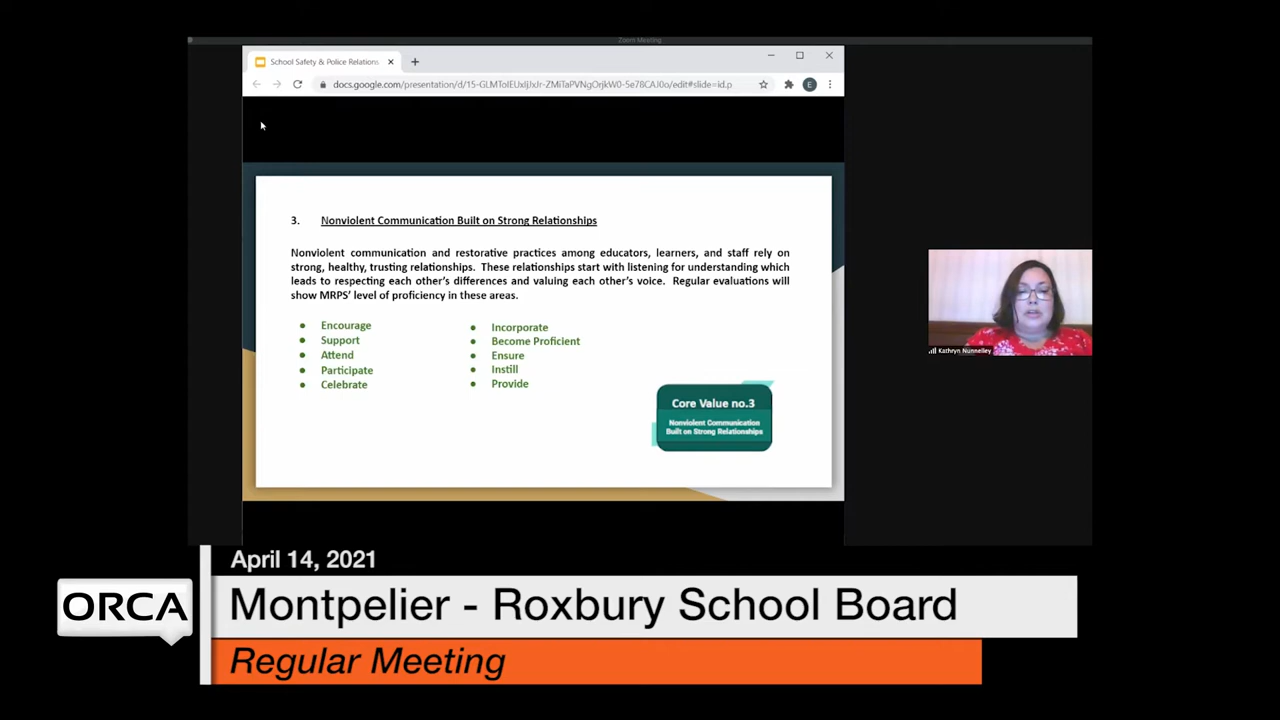 Zoom Meeting
School Safety & Police Relations
3. Nonviolent Communication Built on Strong Relationships
Nonviolent communication and restorative practices among educators, learners, and staff rely on
strong, healthy, trusting relationships. These relationships start with listening for understanding which
leads to respecting each other's differences and valuing each other's voice. Regular evaluations will
show MRPS' level of proficiency in these areas.
● Encourage
● Support
● Attend
● Participate
● Celebrate
● Incorporate
● Become Proficient
● Ensure
● Instill
● Provide
Core Value no.3
Nonviolent Communication
Built on Strong Relationships
Kathryn Nunnelley
April 14, 2021
ORCA
Montpelier - Roxbury School Board
Regular Meeting